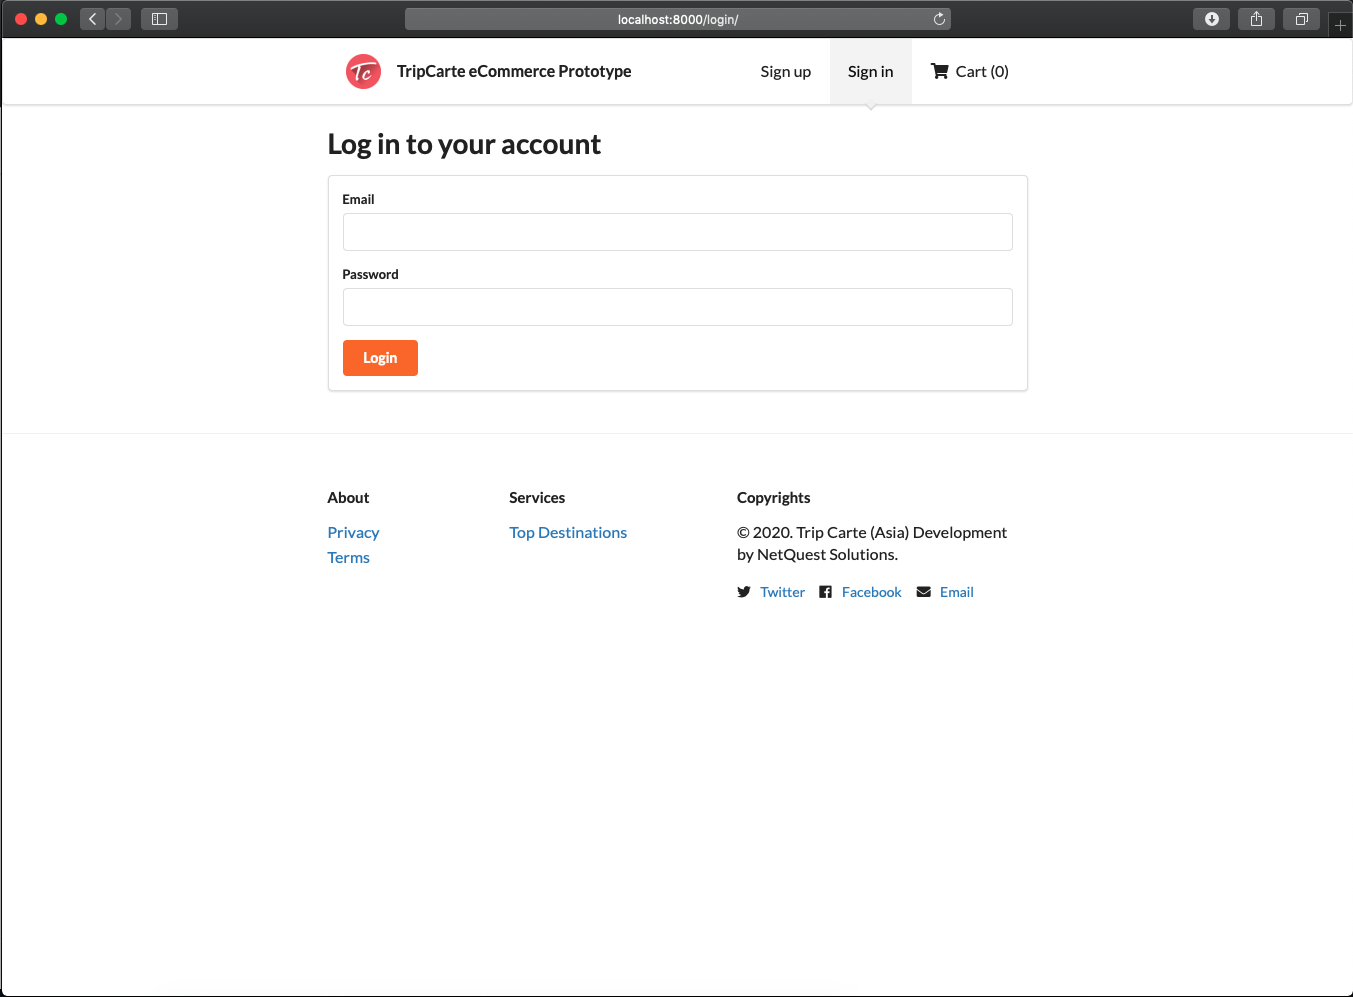 localhost:8000/login/
Tc TripCarte eCommerce Prototype Sign up Sign in Cart (0)
Log in to your account
Email
Password
Login
About
Privacy
Terms
Services
Top Destinations
Copyrights
© 2020. Trip Carte (Asia) Development
by NetQuest Solutions.
Twitter Facebook Email